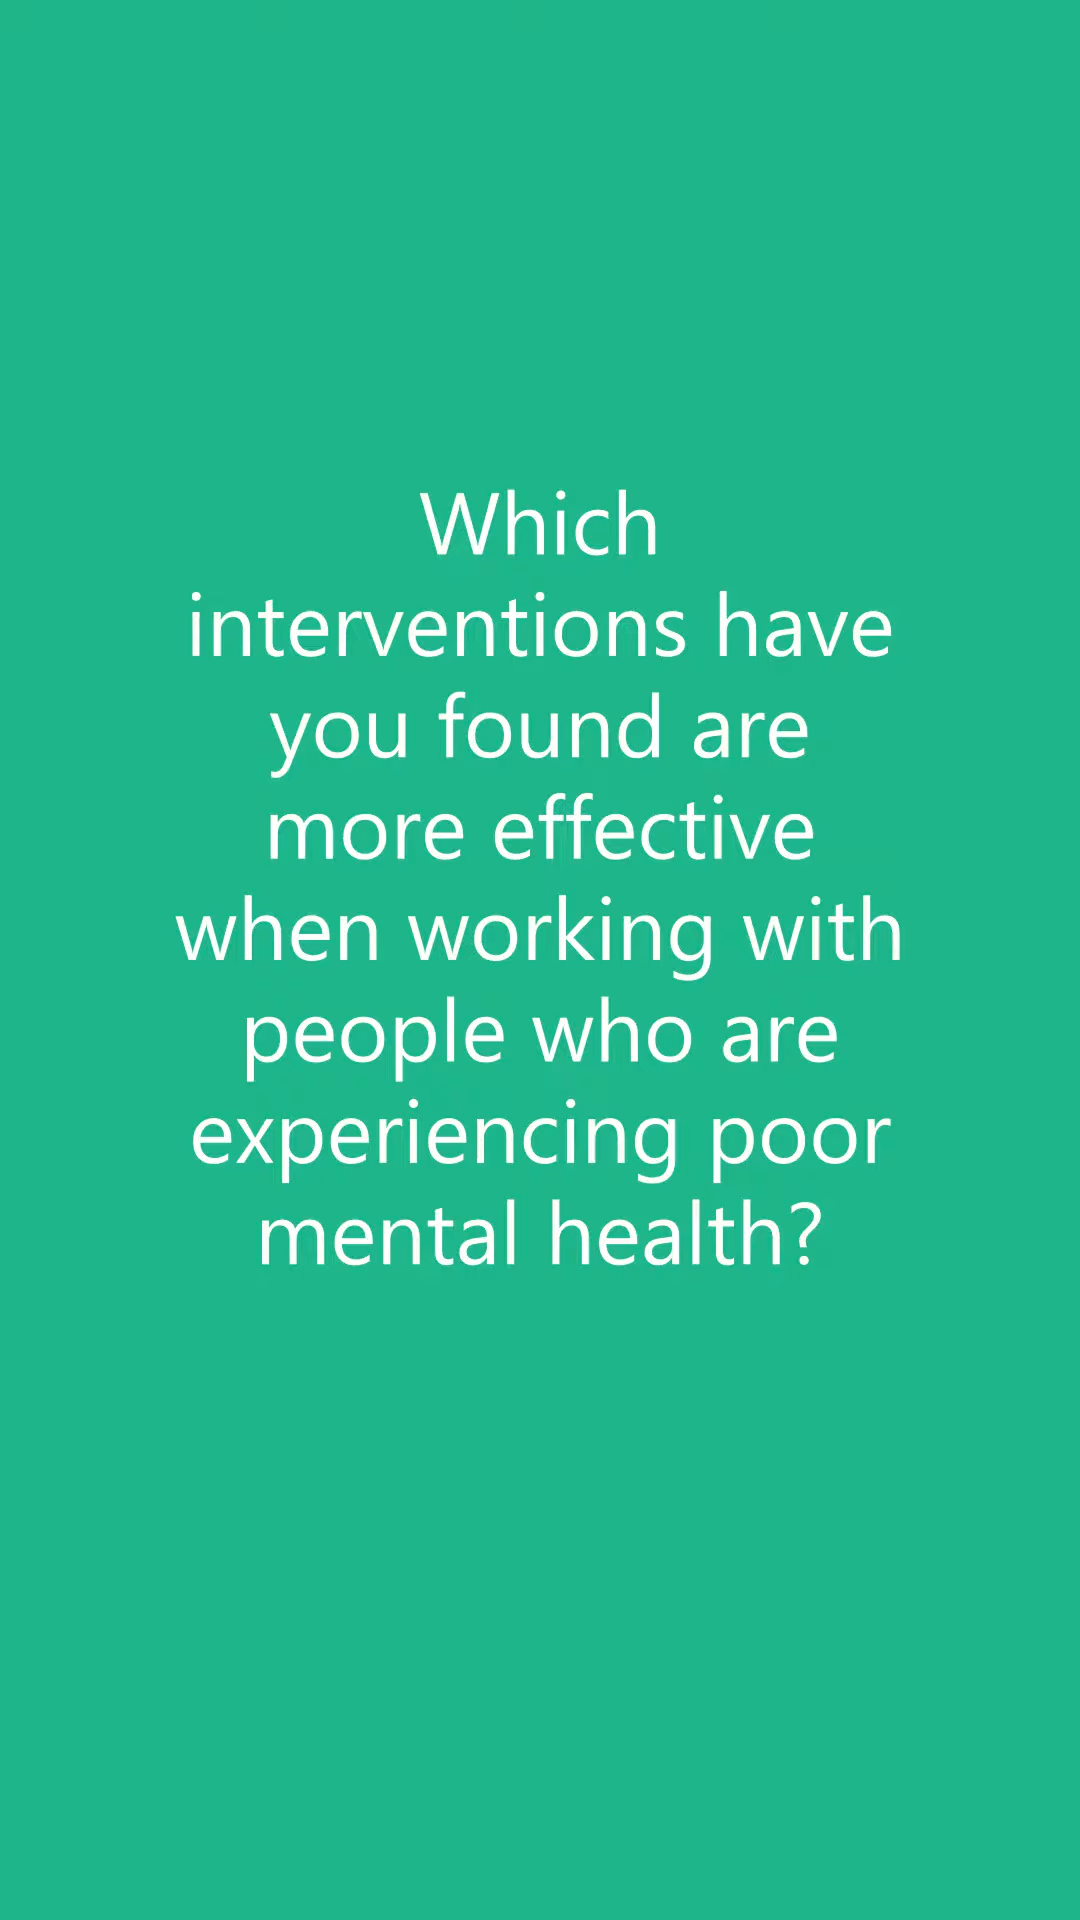 Which
interventions have
you found are
more effective
when working with
people who are
experiencing poor
mental health?